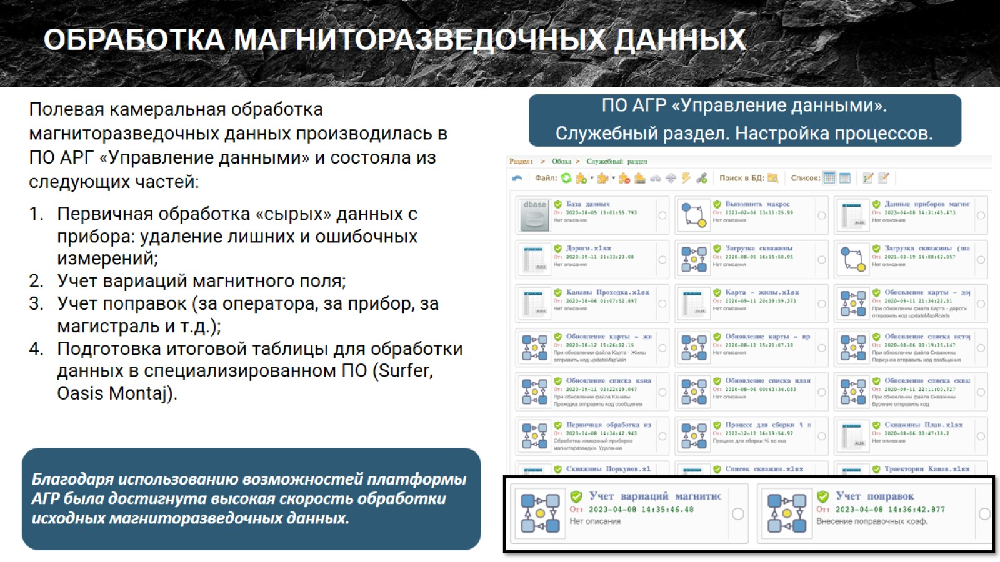 ОБРАБОТКА МАГНИТОРАЗВЕДОЧНЫХ ДАННЫХ
Полевая камеральная обработка
магниторазведочных данных производилась в
ПО АРГ «Управление данными» и состояла из
следующих частей:
1. Первичная обработка «сырых» данных с
прибора: удаление лишних и ошибочных
измерений;
2. Учет вариаций магнитного поля;
3. Учет поправок (за оператора, за прибор, за
магистраль и т.д.);
4. Подготовка итоговой таблицы для обработки
данных в специализированном ПО (Surfer,
Oasis Montaj).
Благодаря использованию возможностей платформы
АГР была достигнута высокая скорость обработки
исходных магниторазведочных данных.
ПО АГР «Управление данными».
Служебный раздел. Настройка процессов.
Раздел: > Обоха > Служебный раздел
Файл: Поиск в БД: Список:
dbase
База данных
От: 2020-08-05 15:01:55.793
Нет описания
Выполнить макрос
От: 2023-02-06 13:11:25.99
Нет описания
Данные приборов магни
От: 2023-04-08 14:31:45.473
Нет описания
Дороги.xlsx
От: 2020-09-11 21:33:23.08
Нет описания
Загрузка скважины
От: 2020-08-05 16:15:50.95
Нет описания
Загрузка скважины (ша
От: 2021-02-19 14:08:42.057
Нет описания
Канавы Проходка.xlsx
От: 2020-08-06 01:07:52.897
Нет описания
Карта - жилы.xlsx
От: 2020-09-11 20:39:59.373
Нет описания
Обновление карты - до
От: 2020-09-11 21:34:22.51
При обновлении файла Карта - дороги
отправить код updateMapRoads
Обновление карты - жи
От: 2020-08-12 15:26:02.15
При обновлении файла Карта - Жилы
отправить код updateMapVein
Обновление карты - пр
От: 2020-08-12 15:21:07.18
Нет описания
Обновление списка исто
От: 2020-08-06 00:19:15.147
При обновлении файла Скважины
Поркунов отправить код сообщения
Обновление списка кана
От: 2020-09-11 02:22:19.047
При обновлении файла Канавы
Проходка отправить код сообщения
Обновление списка план
От: 2020-08-06 00:43:34.083
Нет описания
Обновление списка сква
От: 2020-09-11 22:11:00.727
При обновлении файла Скважины
Бурение отправить код
Первичная обработка из
От: 2023-04-08 14:34:42.943
Обработка измерений приборов
магниторазведки. Удаление
Процесс для сборки % п
От: 2022-12-12 16:19:54.97
Процесс для сборки % по ска
Скважины План.xlsx
От: 2020-08-06 00:47:18.2
Нет описания
Скважины Поркунов.xl
Список скважин.xlsx
Траектории Канав.xlsx
Учет вариаций магнитн
От: 2023-04-08 14:35:46.48
Нет описания
Учет поправок
От: 2023-04-08 14:36:42.877
Внесение поправочных коэф.